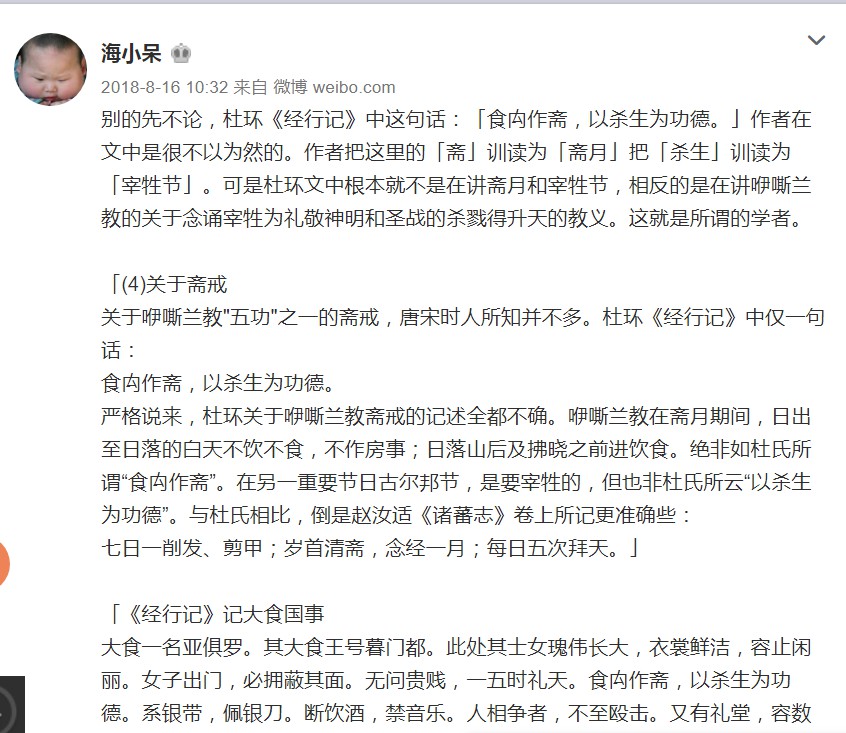 海小呆
2018-8-16 10:32 来自 微博 weibo.com
别的先不论，杜环《经行记》中这句话：「食肉作斋，以杀生为功德。」作者在
文中是很不以为然的。作者把这里的「斋」训读为「斋月」把「杀生」训读为
「宰牲节」。可是杜环文中根本就不是在讲斋月和宰牲节，相反的是在讲咿嘶兰
教的关于念诵宰牲为礼敬神明和圣战的杀戮得升天的教义。这就是所谓的学者。
「(4)关于斋戒
关于咿嘶兰教"五功"之一的斋戒，唐宋时人所知并不多。杜环《经行记》中仅一句
话：
食肉作斋，以杀生为功德。
严格说来，杜环关于咿嘶兰教斋戒的记述全都不确。咿嘶兰教在斋月期间，日出
至日落的白天不饮不食，不作房事；日落山后及拂晓之前进饮食。绝非如杜氏所
谓“食肉作斋”。在另一重要节日古尔邦节，是要宰牲的，但也非杜氏所云“以杀生
为功德”。与杜氏相比，倒是赵汝适《诸蕃志》卷上所记更准确些：
七日一削发、剪甲；岁首清斋，念经一月；每日五次拜天。」
「《经行记》记大食国事
大食一名亚俱罗。其大食王号暮门都。此处其士女瑰伟长大，衣裳鲜洁，容止闲
丽。女子出门，必拥蔽其面。无问贵贱，一五时礼天。食肉作斋，以杀生为功
德。系银带，佩银刀。断饮酒，禁音乐。人相争者，不至殴击。又有礼堂，容数